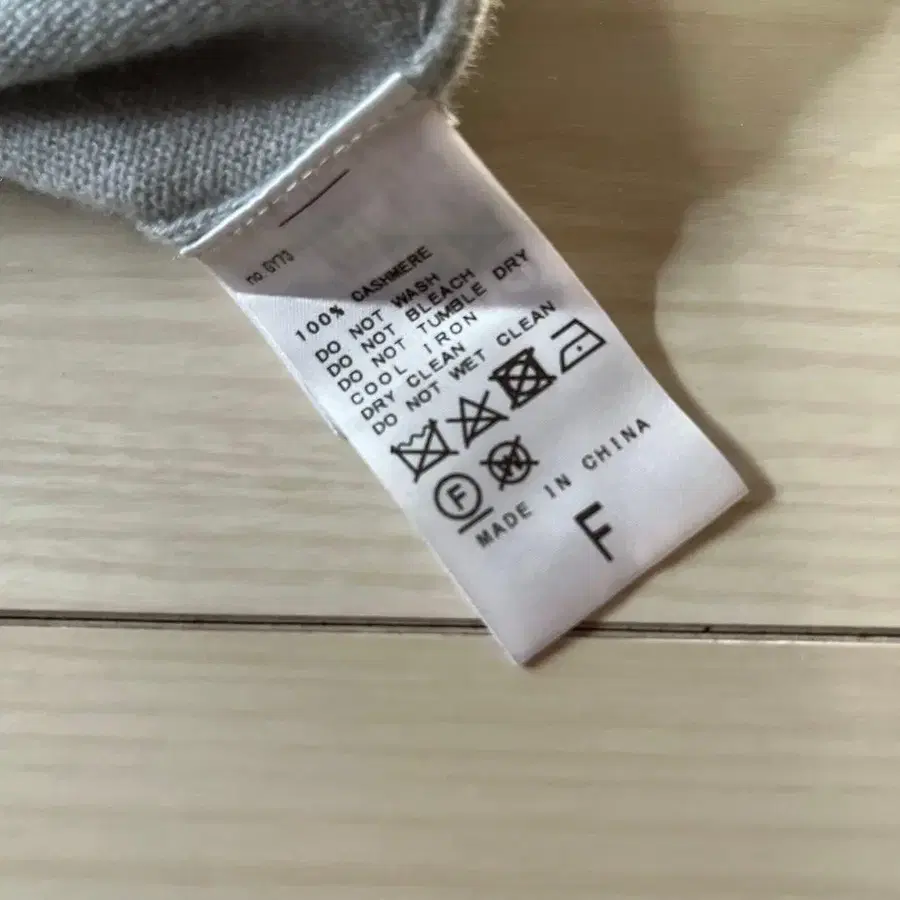 no.GY73
100% CASHMERE
DO NOT WASH
DO NOT BLEACH
DO NOT TUMBLE DRY
COOL IRON
DRY CLEAN
DO NOT WET CLEAN
F W
MADE IN CHINA
F